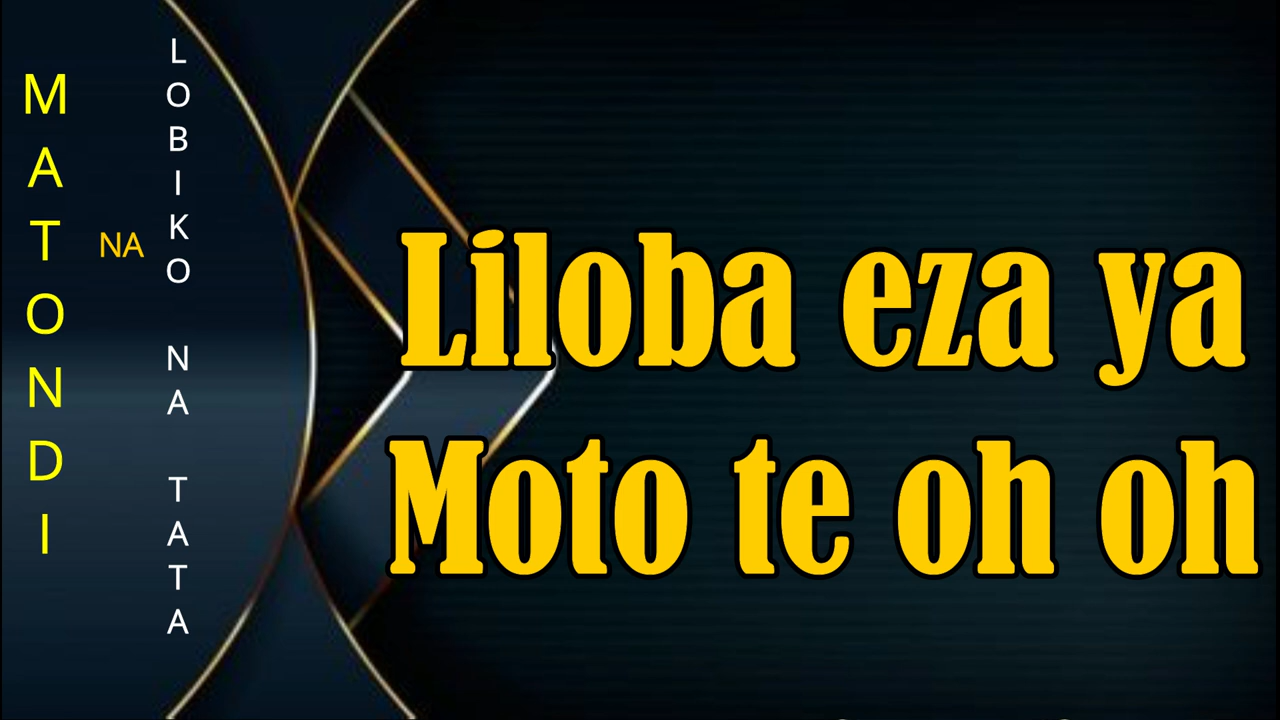 MATONDI
NA
LOBIKO NA TATA
Liloba eza ya
Moto te oh oh